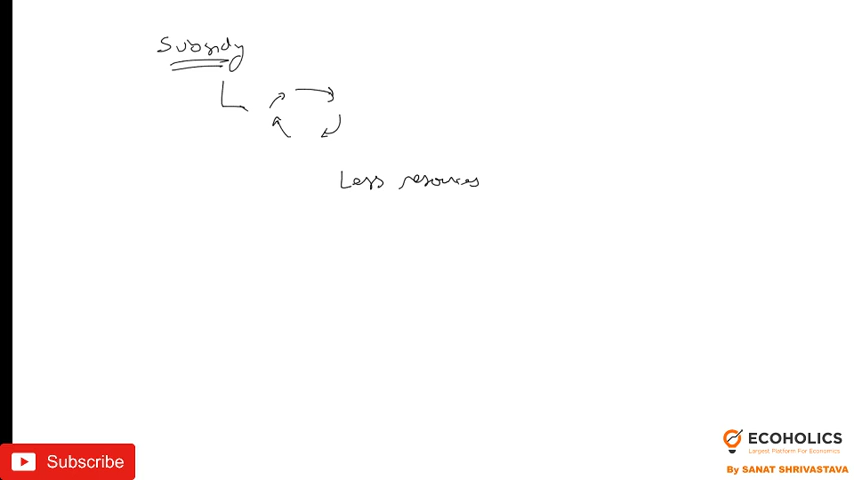 Subsidy
Less resources
Subscribe
ECOHOLICS
Largest Platform For Economics
By SANAT SHRIVASTAVA